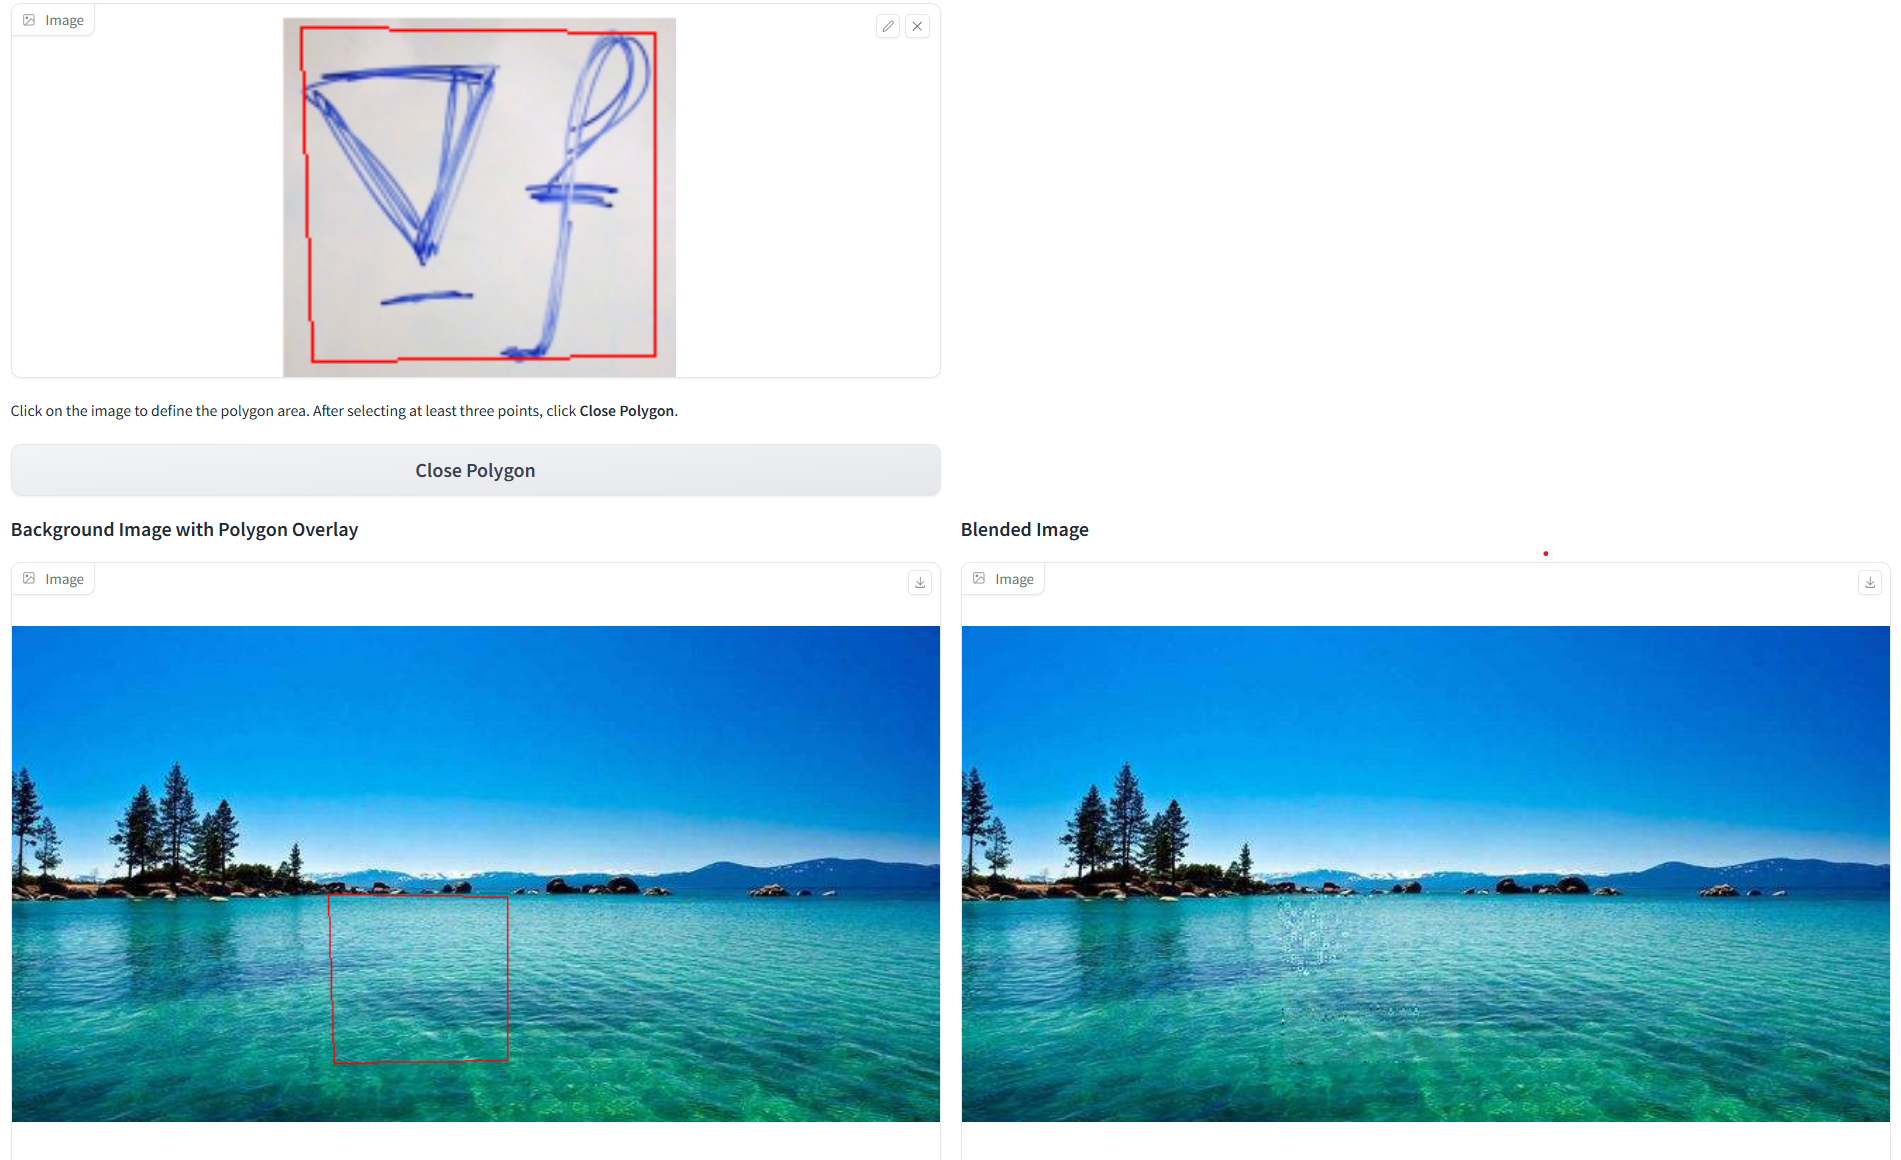 Image
∇f
Click on the image to define the polygon area. After selecting at least three points, click Close Polygon.
Close Polygon
Background Image with Polygon Overlay
Blended Image
Image
Image